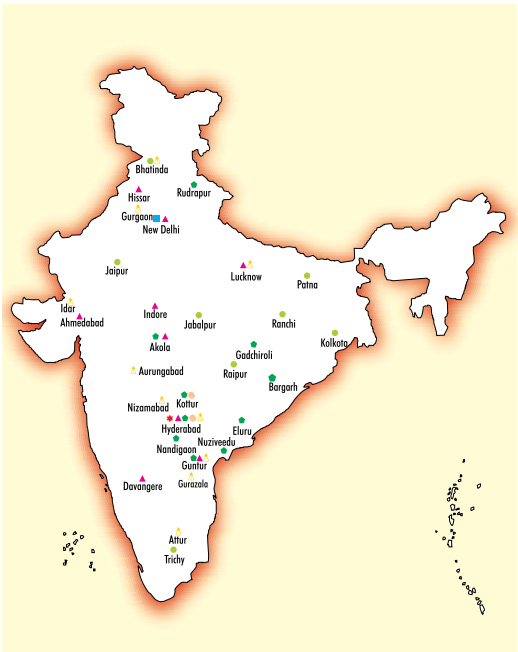 Bhatinda
Rudrapur
Hissar
Gurgaon
New Delhi
Jaipur
Lucknow
Patna
Idar
Ahmedabad
Indore
Jabalpur
Ranchi
Kolkota
Akola
Gadchiroli
Raipur
Aurungabad
Bargarh
Nizamabad
Kottur
Hyderabad
Eluru
Nuziveedu
Nandigaon
Guntur
Gurazala
Davangere
Attur
Trichy